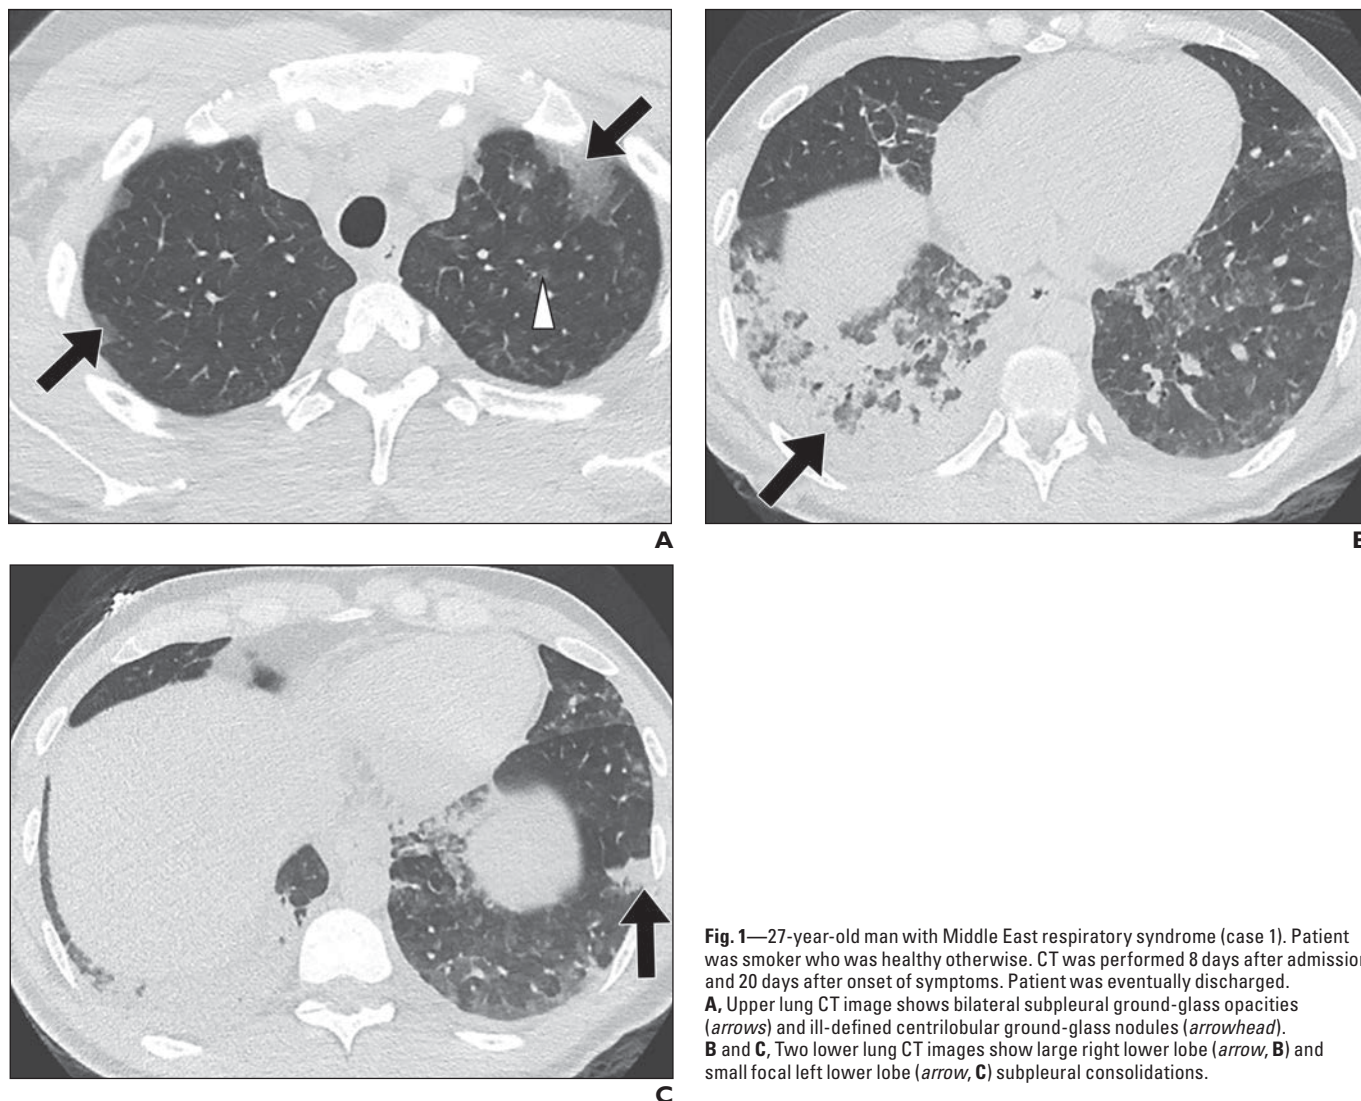 A
B
C
Fig. 1—27-year-old man with Middle East respiratory syndrome (case 1). Patient
was smoker who was healthy otherwise. CT was performed 8 days after admission
and 20 days after onset of symptoms. Patient was eventually discharged.
A, Upper lung CT image shows bilateral subpleural ground-glass opacities
(arrows) and ill-defined centrilobular ground-glass nodules (arrowhead).
B and C, Two lower lung CT images show large right lower lobe (arrow, B) and
small focal left lower lobe (arrow, C) subpleural consolidations.